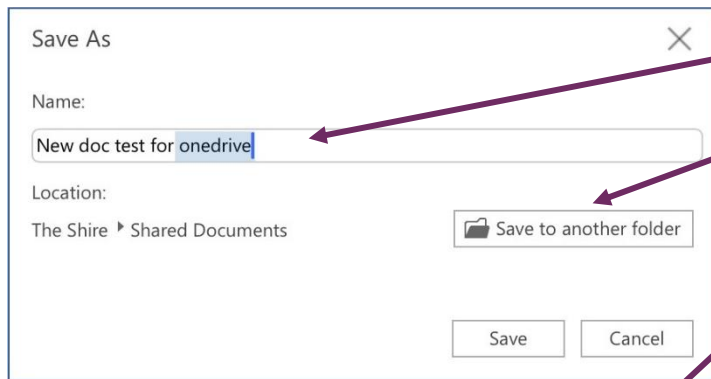 Save As
Name:
New doc test for onedrive
Location:
The Shire ▸ Shared Documents
Save to another folder
Save
Cancel